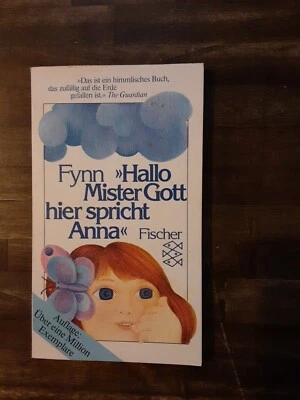 »Das ist ein himmlisches Buch,
das zufällig auf die Erde
gefallen ist.« The Guardian
Fynn »Hallo
Mister Gott
hier spricht
Anna« Fischer
Auflage:
Über eine Million
Exemplare